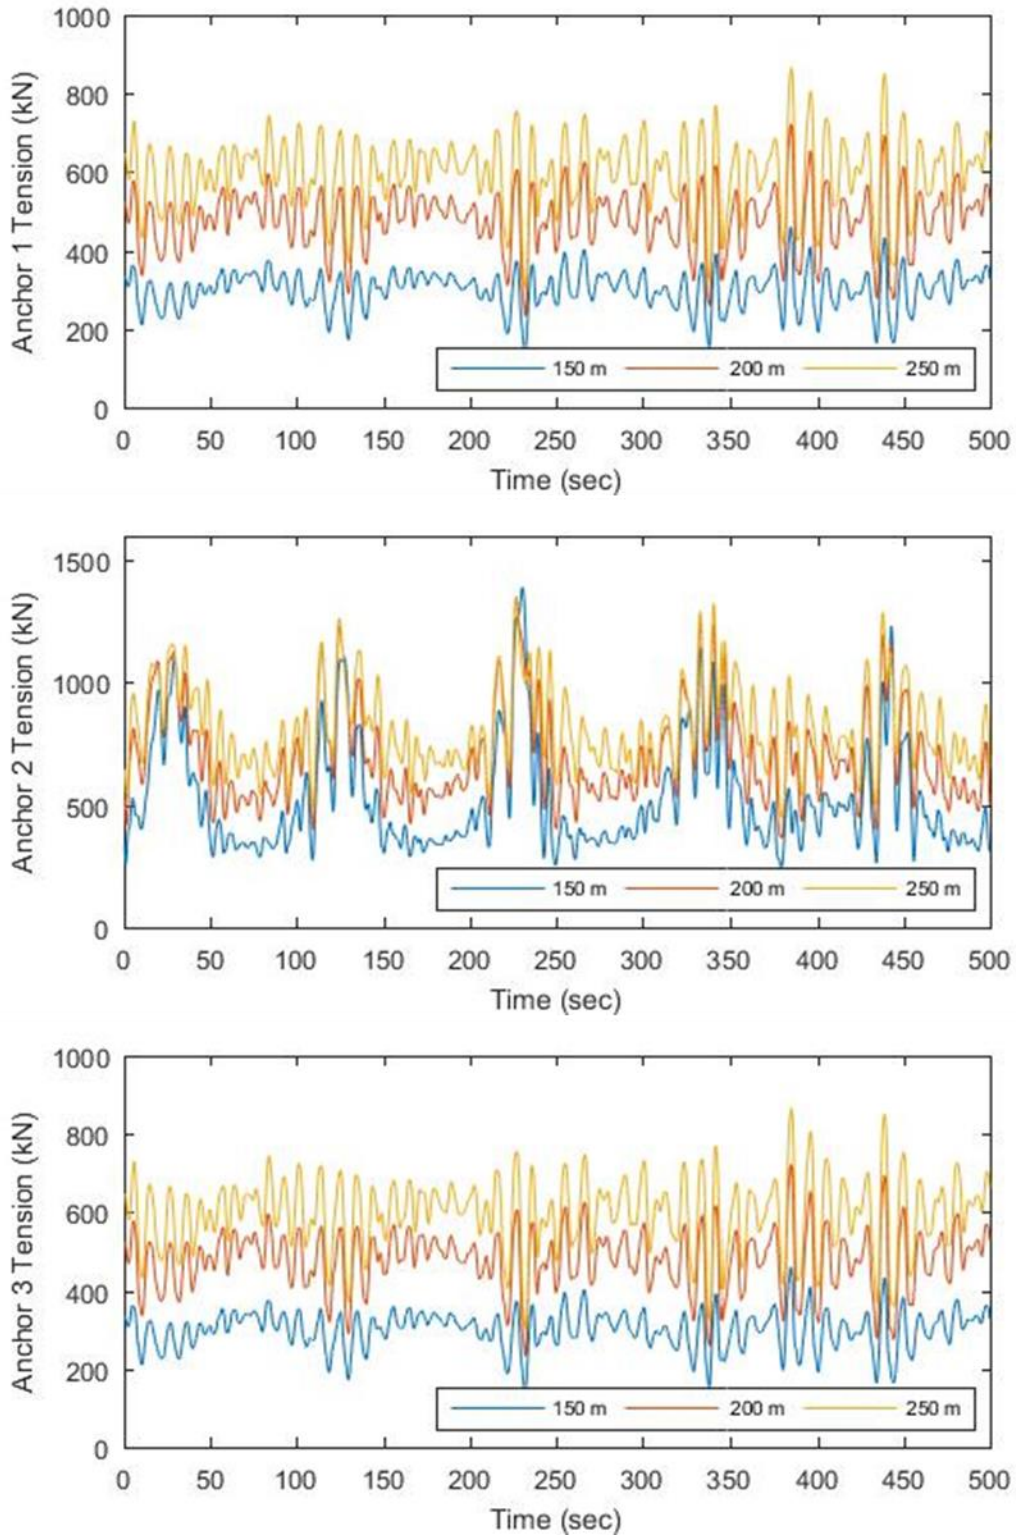 Anchor 1 Tension (kN)
1000
800
600
400
200
0
150 m 200 m 250 m
0 50 100 150 200 250 300 350 400 450 500
Time (sec)
Anchor 2 Tension (kN)
1500
1000
500
0
150 m 200 m 250 m
0 50 100 150 200 250 300 350 400 450 500
Time (sec)
Anchor 3 Tension (kN)
1000
800
600
400
200
0
150 m 200 m 250 m
0 50 100 150 200 250 300 350 400 450 500
Time (sec)